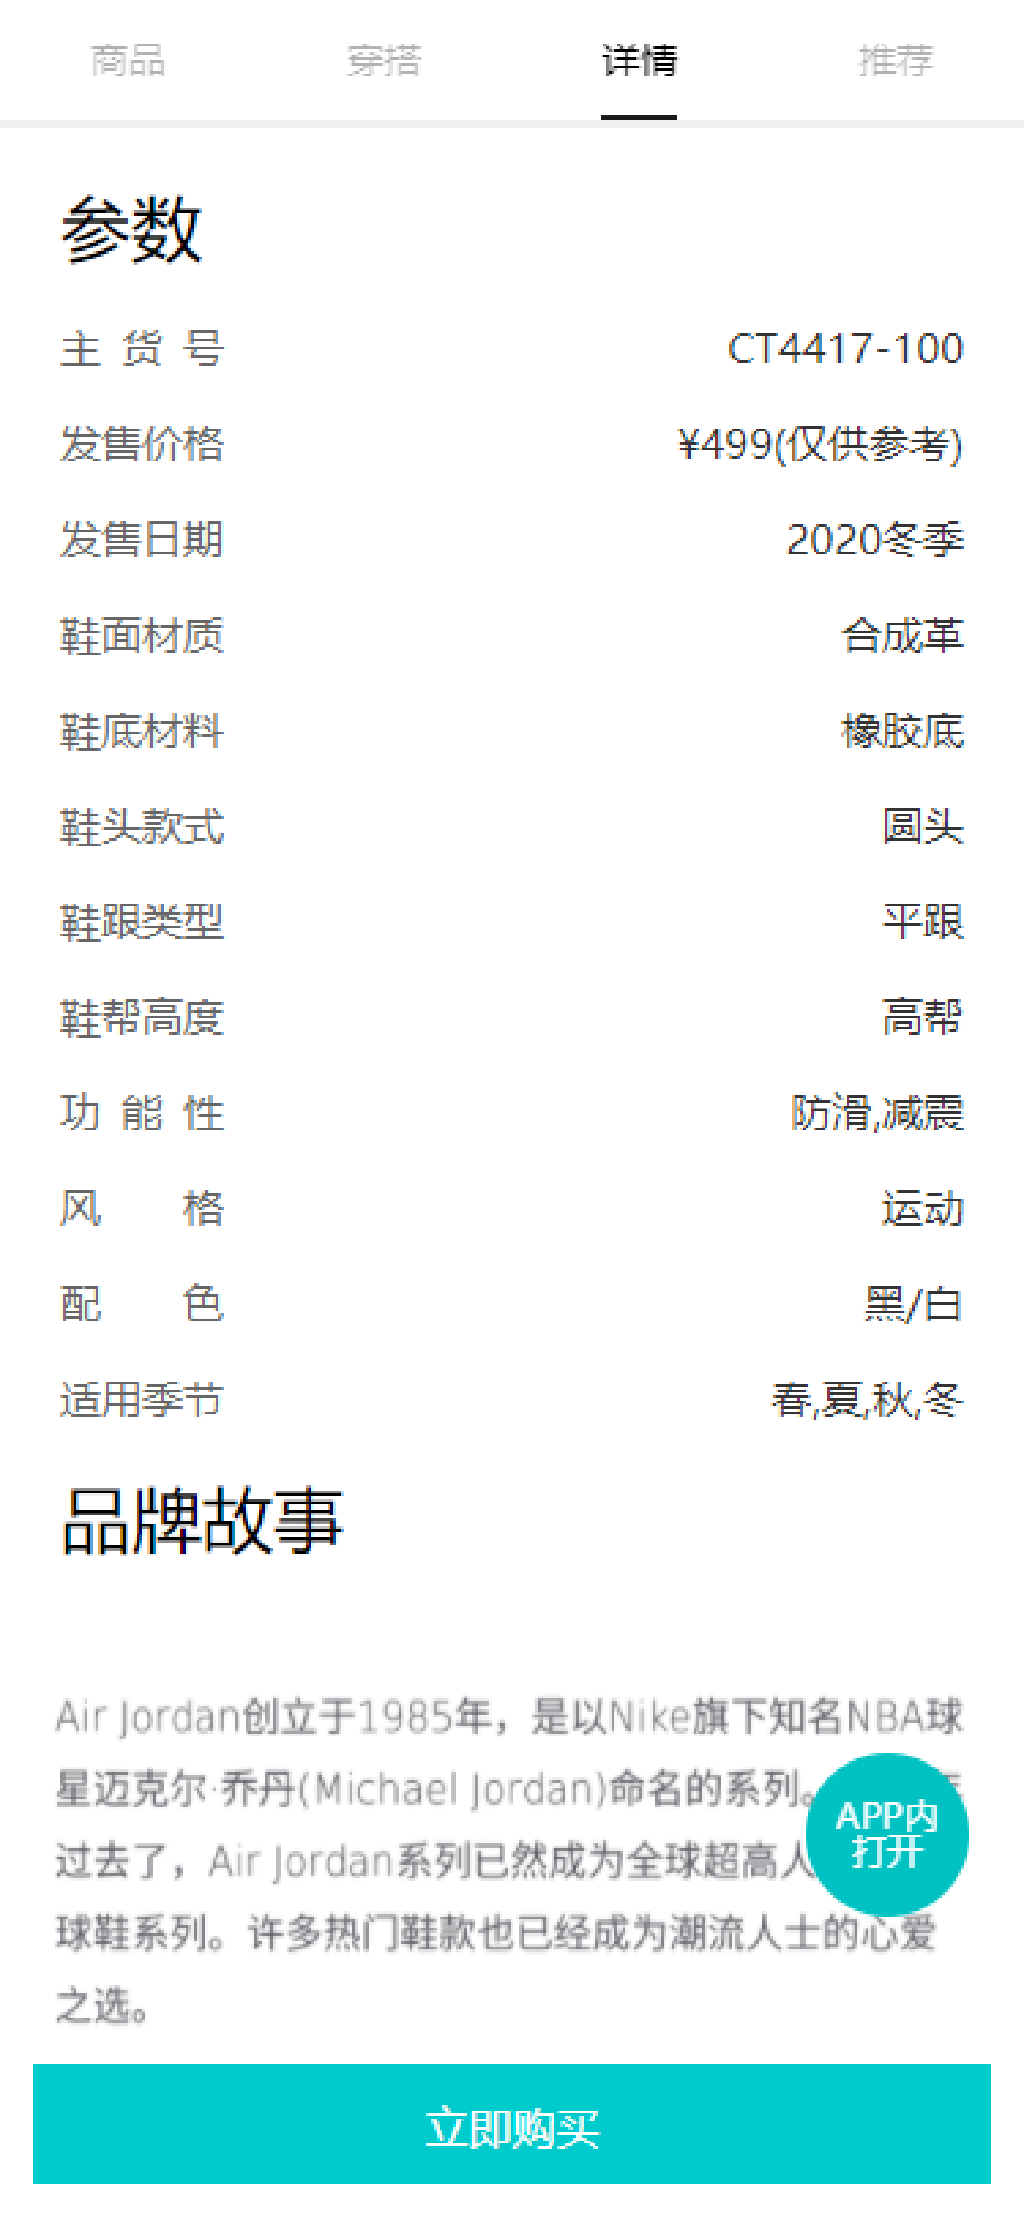 商品 穿搭 详情 推荐
参数
主货号 CT4417-100
发售价格 ¥499(仅供参考)
发售日期 2020冬季
鞋面材质 合成革
鞋底材料 橡胶底
鞋头款式 圆头
鞋跟类型 平跟
鞋帮高度 高帮
功能性 防滑,减震
风格 运动
配色 黑/白
适用季节 春,夏,秋,冬
品牌故事
Air Jordan创立于1985年，是以Nike旗下知名NBA球
星迈克尔·乔丹(Michael Jordan)命名的系列。
过去了，Air Jordan系列已然成为全球超高人
球鞋系列。许多热门鞋款也已经成为潮流人士的心爱
之选。
APP内
打开
立即购买